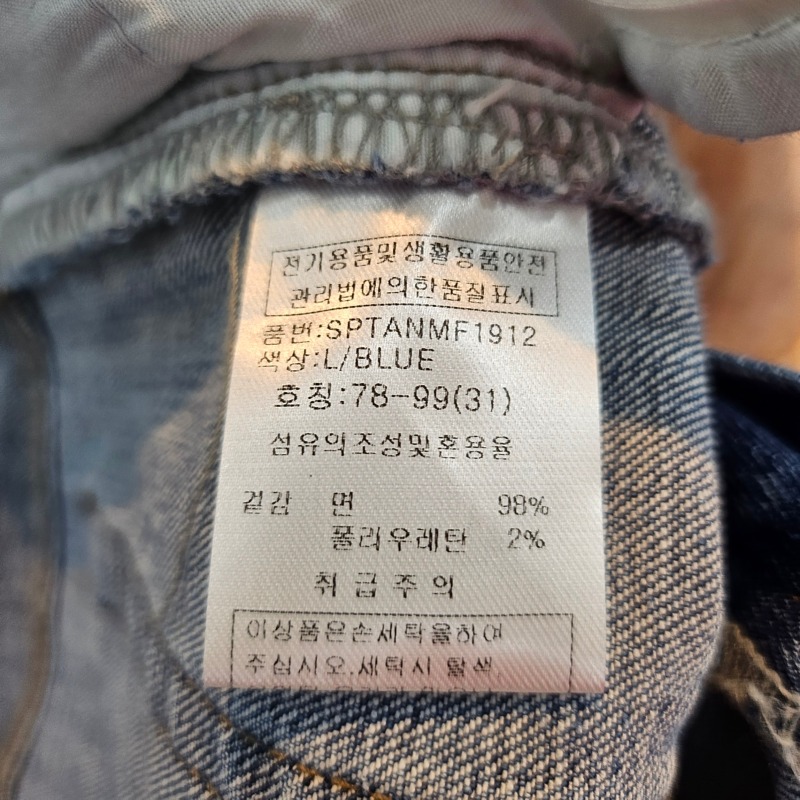 전기용품및생활용품안전
관리법에의한품질표시
품번:SPTANMF1912
색상:L/BLUE
호칭:78-99(31)
섬유의조성및혼용율
겉감 면 98%
폴리우레탄 2%
취급주의
이상품은손세탁을하여
주십시오.세탁시 탈색,